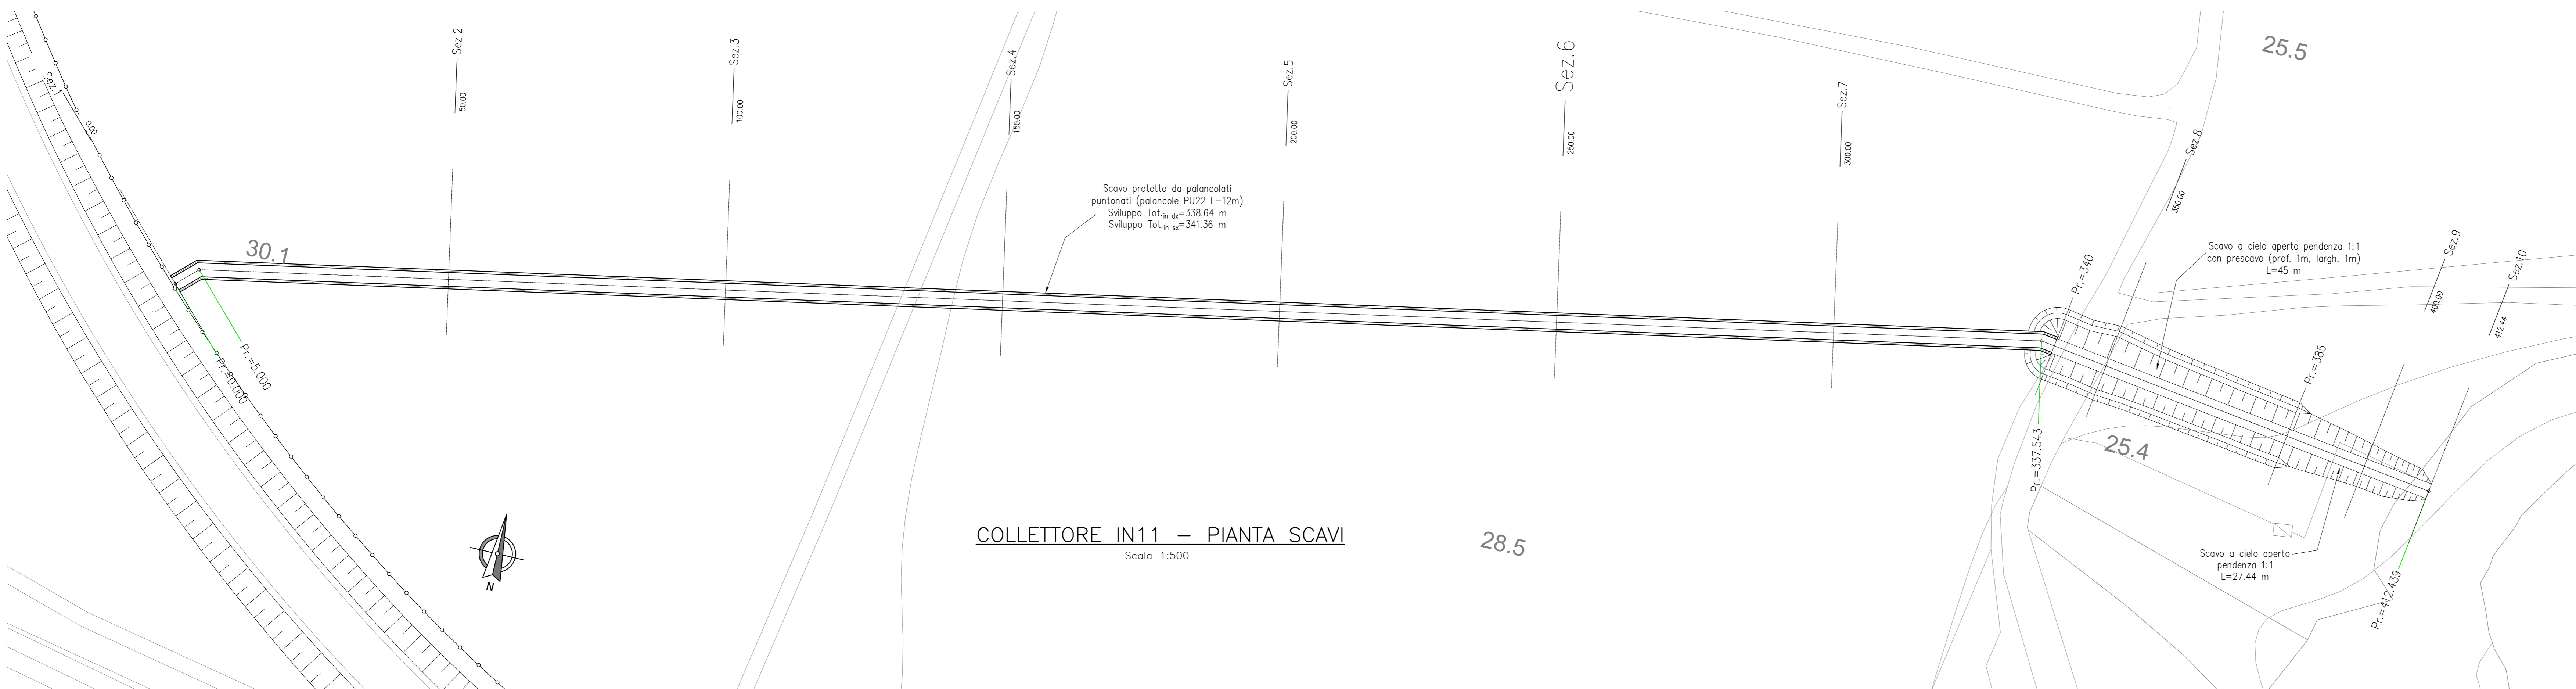 Sez.1
0.00
Sez.2
50.00
Sez.3
100.00
Sez.4
150.00
Sez.5
200.00
Sez.6
250.00
Sez.7
300.00
Sez.8
350.00
Sez.9
400.00
Sez.10
412.44
25.5
30.1
Scavo protetto da palancolati
puntonati (palancole PU22 L=12m)
Sviluppo Tot.in dx=338.64 m
Sviluppo Tot.in sx=341.36 m
Scavo a cielo aperto pendenza 1:1
con prescavo (prof. 1m, largh. 1m)
L=45 m
Pr.=340
Pr.=385
Pr.=5.000
Pr.=0.000
Pr.=337.543
25.4
COLLETTORE IN11 – PIANTA SCAVI
Scala 1:500
28.5
N
Scavo a cielo aperto
pendenza 1:1
L=27.44 m
Pr.=412.439